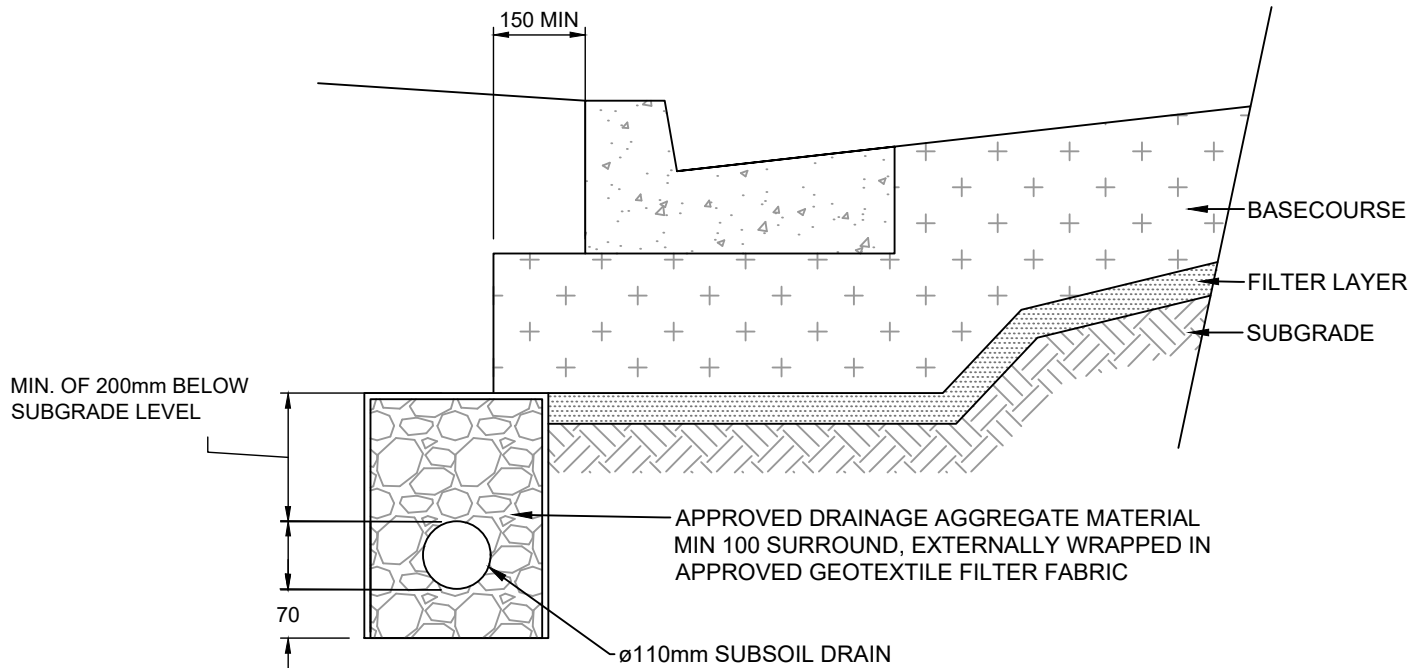 150 MIN
BASECOURSE
FILTER LAYER
SUBGRADE
MIN. OF 200mm BELOW
SUBGRADE LEVEL
APPROVED DRAINAGE AGGREGATE MATERIAL
MIN 100 SURROUND, EXTERNALLY WRAPPED IN
APPROVED GEOTEXTILE FILTER FABRIC
70
ø110mm SUBSOIL DRAIN